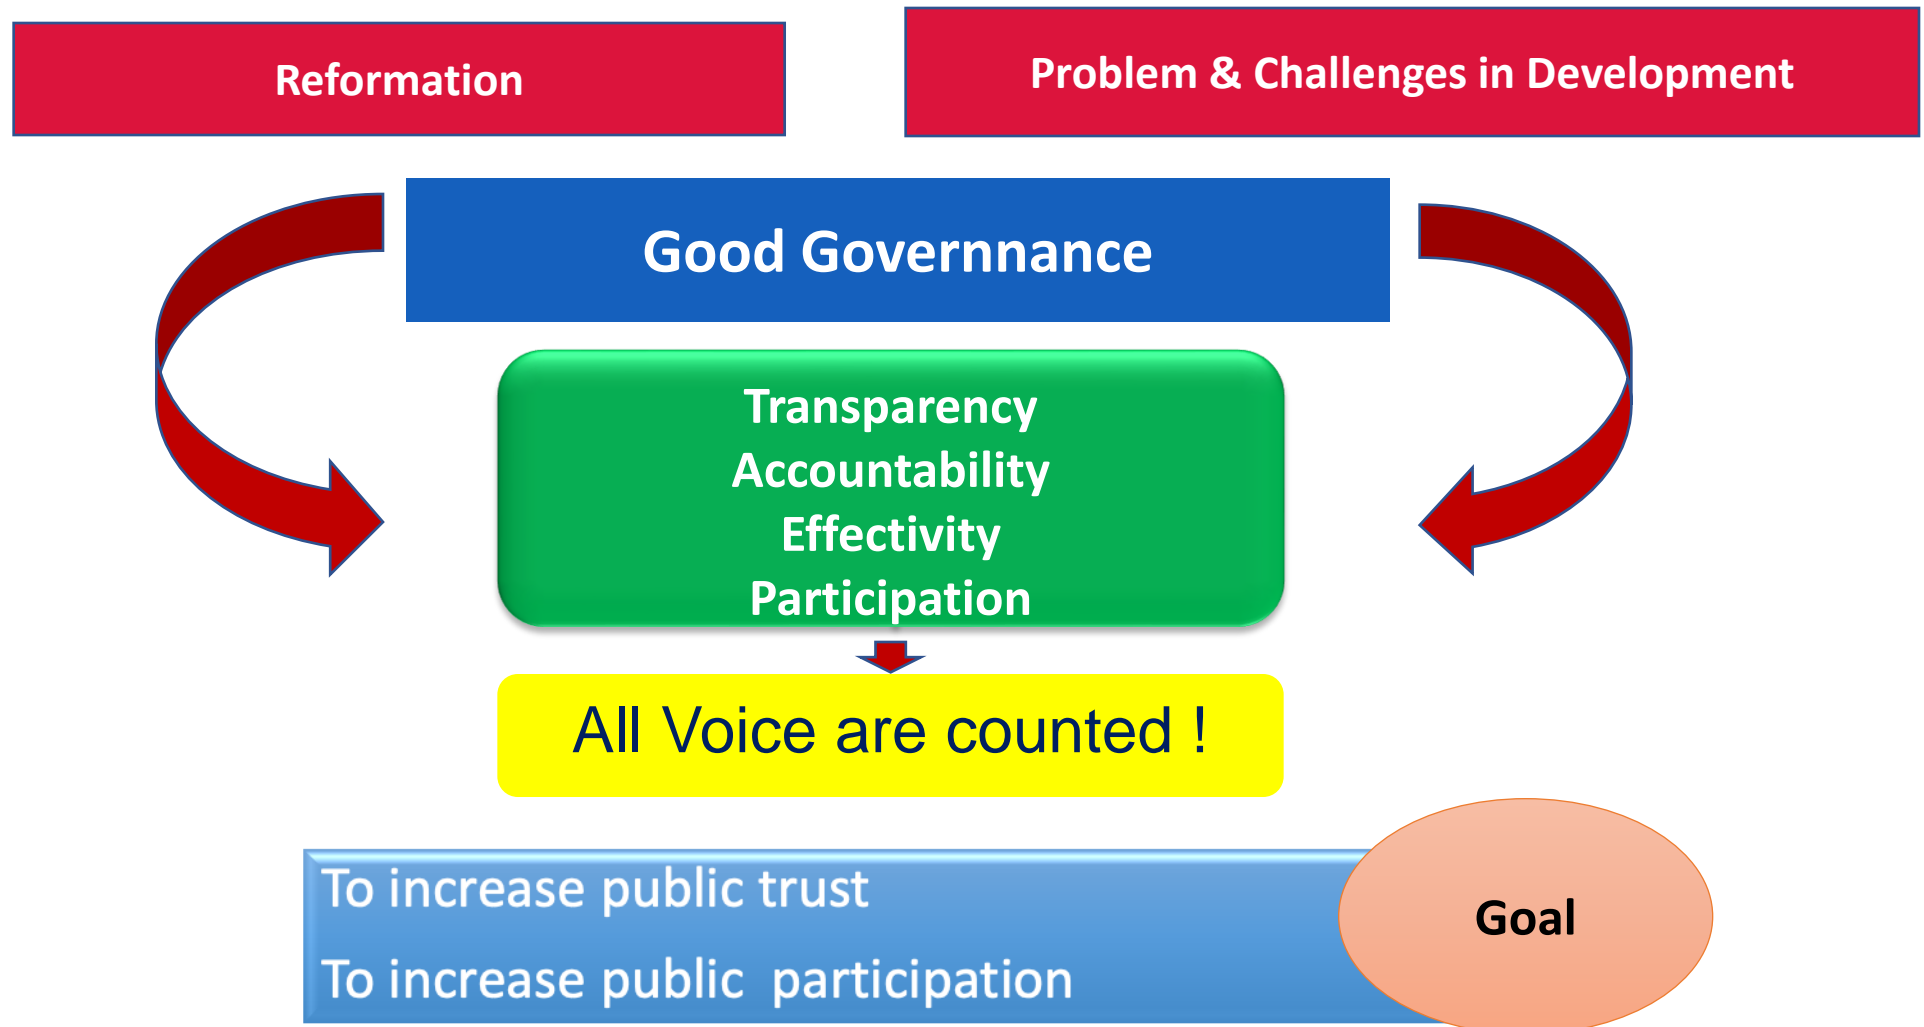 Reformation
Problem & Challenges in Development
Good Governnance
Transparency
Accountability
Effectivity
Participation
All Voice are counted !
To increase public trust
To increase public participation
Goal